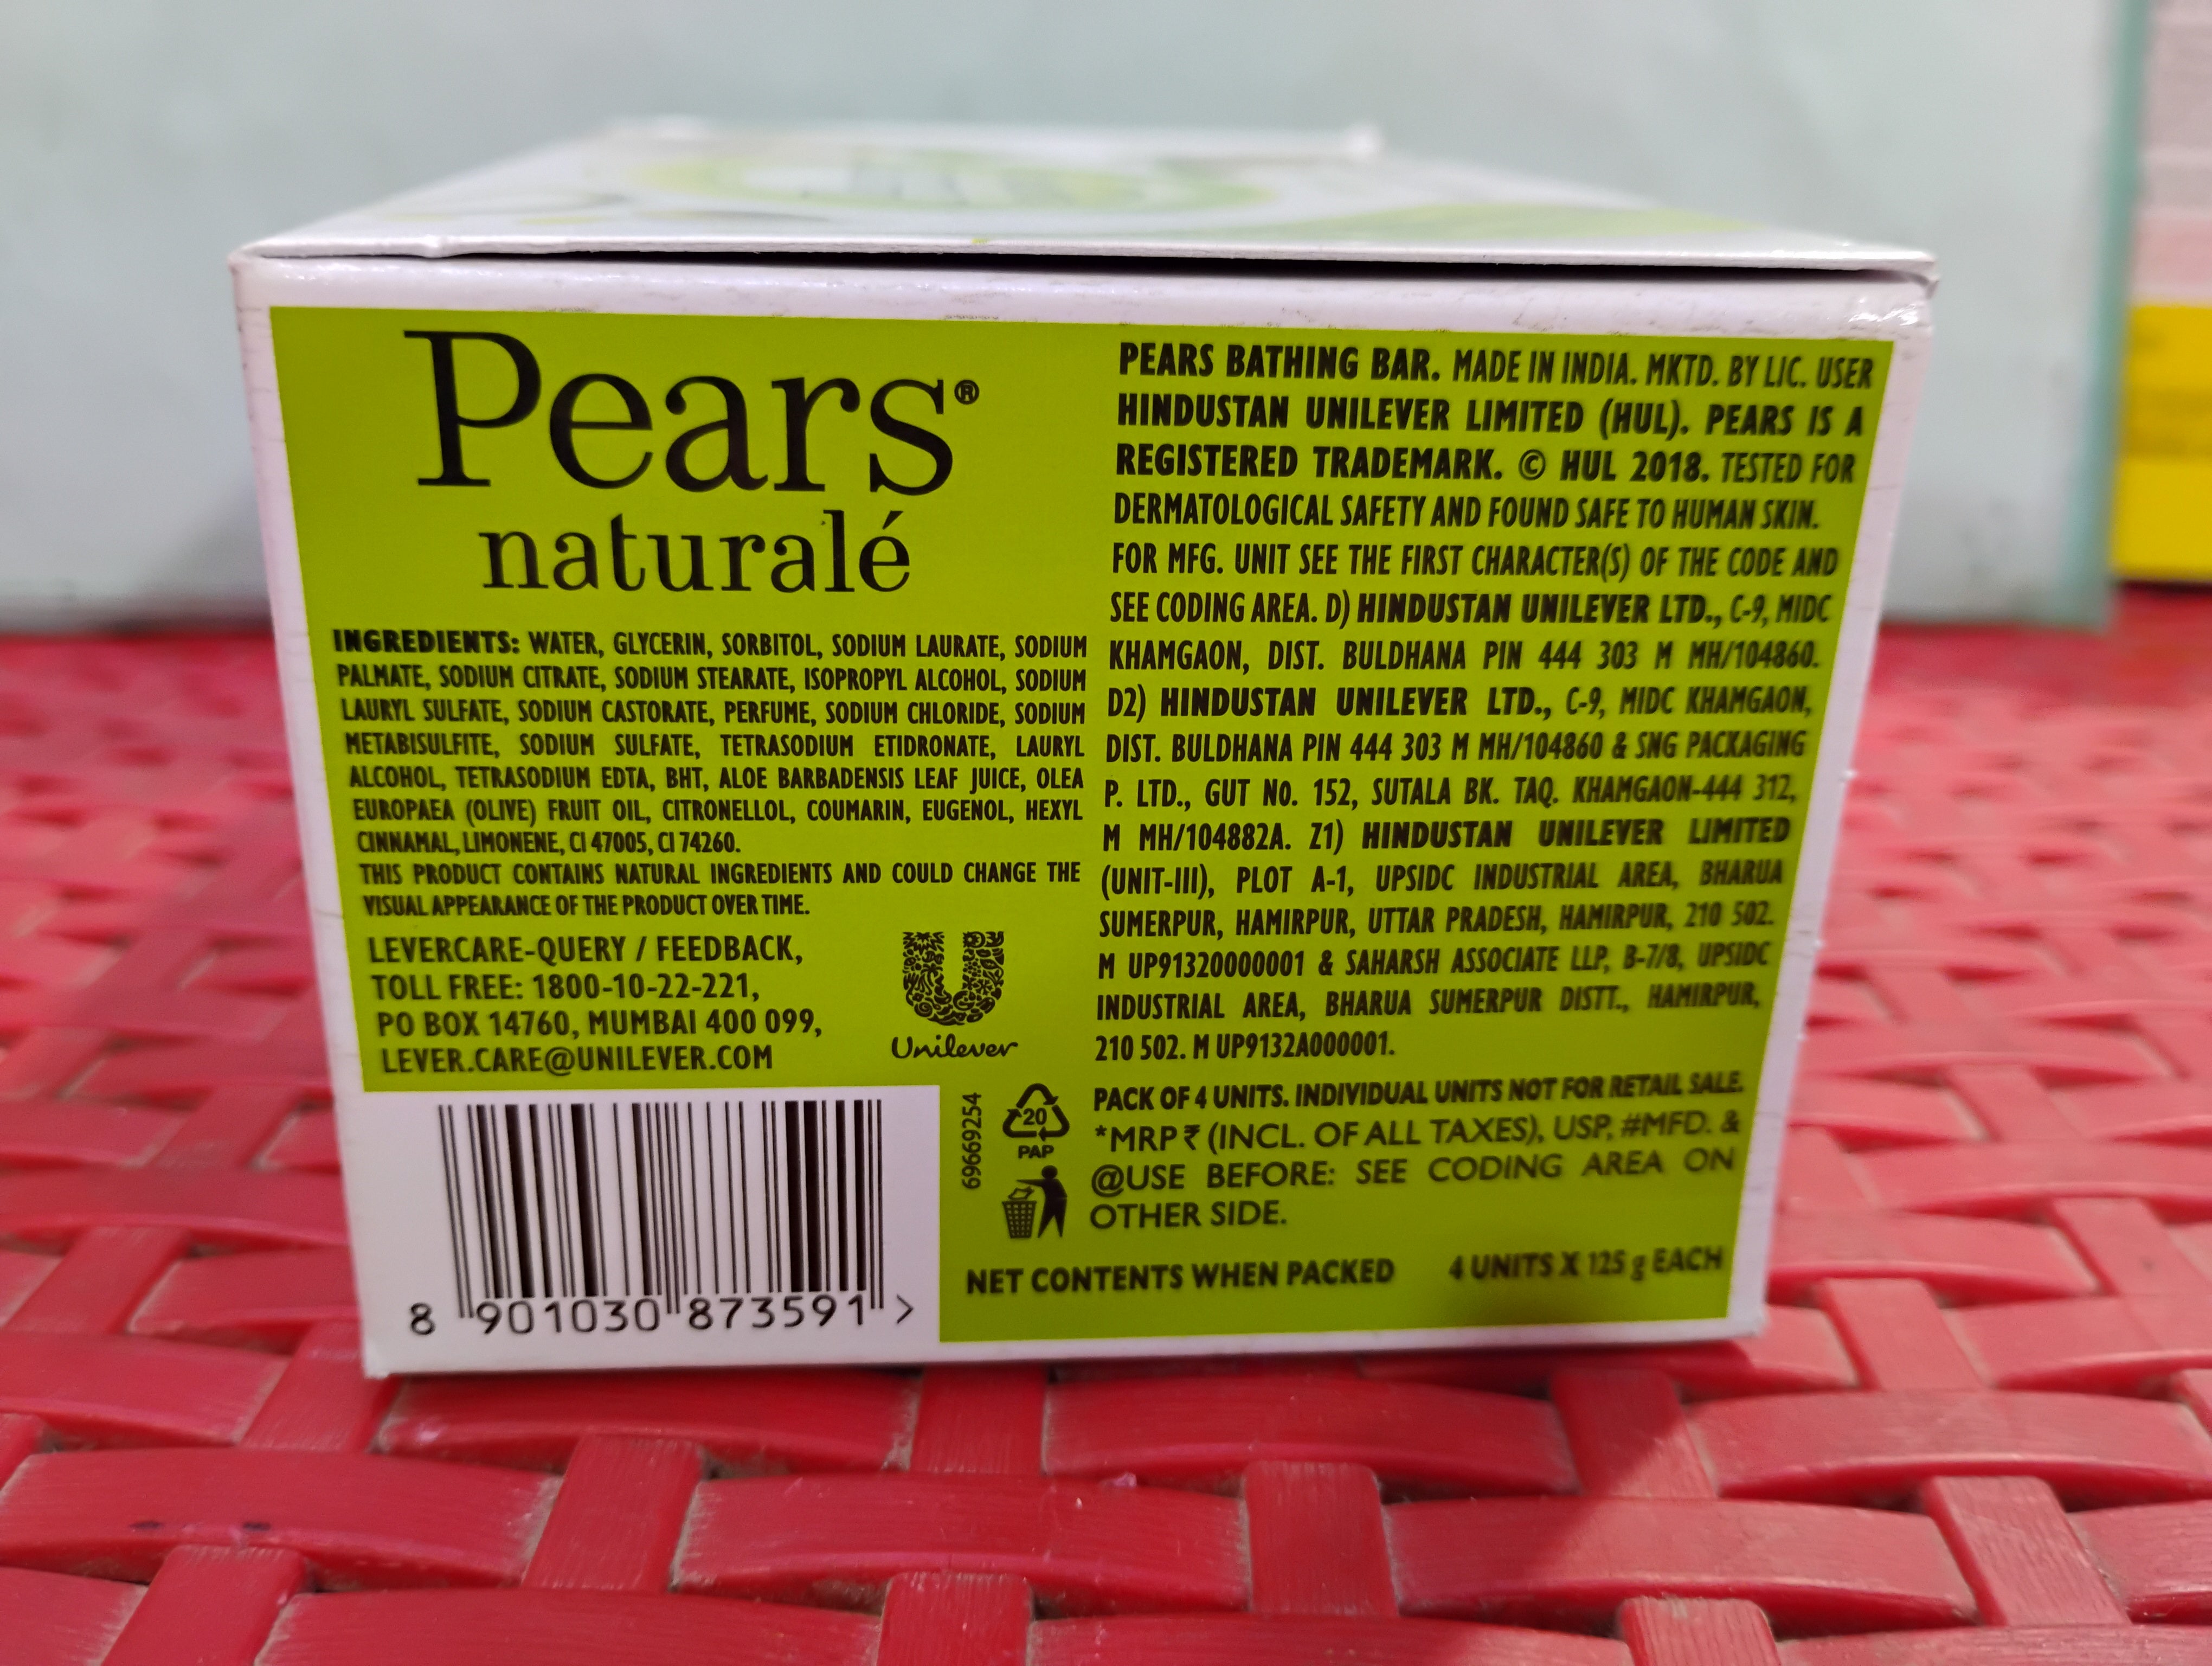 Pears®
naturalé
INGREDIENTS: WATER, GLYCERIN, SORBITOL, SODIUM LAURATE, SODIUM
PALMATE, SODIUM CITRATE, SODIUM STEARATE, ISOPROPYL ALCOHOL, SODIUM
LAURYL SULFATE, SODIUM CASTORATE, PERFUME, SODIUM CHLORIDE, SODIUM
METABISULFITE, SODIUM SULFATE, TETRASODIUM ETIDRONATE, LAURYL
ALCOHOL, TETRASODIUM EDTA, BHT, ALOE BARBADENSIS LEAF JUICE, OLEA
EUROPAEA (OLIVE) FRUIT OIL, CITRONELLOL, COUMARIN, EUGENOL, HEXYL
CINNAMAL, LIMONENE, CI 47005, CI 74260.
THIS PRODUCT CONTAINS NATURAL INGREDIENTS AND COULD CHANGE THE
VISUAL APPEARANCE OF THE PRODUCT OVER TIME.
LEVERCARE-QUERY / FEEDBACK,
TOLL FREE: 1800-10-22-221,
PO BOX 14760, MUMBAI 400 099,
LEVER.CARE@UNILEVER.COM
Unilever
8 901030 873591 >
PEARS BATHING BAR. MADE IN INDIA. MKTD. BY LIC. USER
HINDUSTAN UNILEVER LIMITED (HUL). PEARS IS A
REGISTERED TRADEMARK. © HUL 2018. TESTED FOR
DERMATOLOGICAL SAFETY AND FOUND SAFE TO HUMAN SKIN.
FOR MFG. UNIT SEE THE FIRST CHARACTER(S) OF THE CODE AND
SEE CODING AREA. D) HINDUSTAN UNILEVER LTD., C-9, MIDC
KHAMGAON, DIST. BULDHANA PIN 444 303 M MH/104860.
D2) HINDUSTAN UNILEVER LTD., C-9, MIDC KHAMGAON,
DIST. BULDHANA PIN 444 303 M MH/104860 & SNG PACKAGING
P. LTD., GUT No. 152, SUTALA BK. TAQ. KHAMGAON-444 312,
M MH/104882A. Z1) HINDUSTAN UNILEVER LIMITED
(UNIT-III), PLOT A-1, UPSIDC INDUSTRIAL AREA, BHARUA
SUMERPUR, HAMIRPUR, UTTAR PRADESH, HAMIRPUR, 210 502.
M UP91320000001 & SAHARSH ASSOCIATE LLP, B-7/8, UPSIDC
INDUSTRIAL AREA, BHARUA SUMERPUR DISTT., HAMIRPUR,
210 502. M UP9132A000001.
69669254
20
PAP
PACK OF 4 UNITS. INDIVIDUAL UNITS NOT FOR RETAIL SALE.
*MRP ₹ (INCL. OF ALL TAXES), USP, #MFD. &
@USE BEFORE: SEE CODING AREA ON
OTHER SIDE.
NET CONTENTS WHEN PACKED 4 UNITS X 125 g EACH